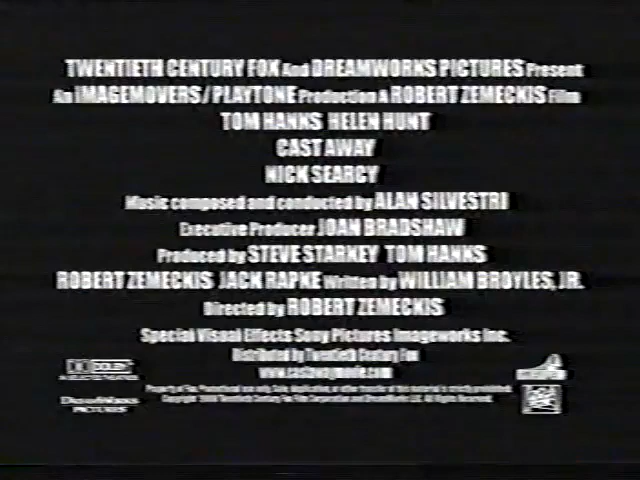 TWENTIETH CENTURY FOX And DREAMWORKS PICTURES Present
An IMAGEMOVERS / PLAYTONE Production A ROBERT ZEMECKIS Film
TOM HANKS HELEN HUNT
CAST AWAY
NICK SEARCY
Music composed and conducted by ALAN SILVESTRI
Executive Producer JOAN BRADSHAW
Produced by STEVE STARKEY TOM HANKS
ROBERT ZEMECKIS JACK RAPKE Written by WILLIAM BROYLES, JR.
Directed by ROBERT ZEMECKIS
Special Visual Effects Sony Pictures Imageworks Inc.
Distributed by Twentieth Century Fox
www.castawaymovie.com
DOLBY
DREAMWORKS
PICTURES